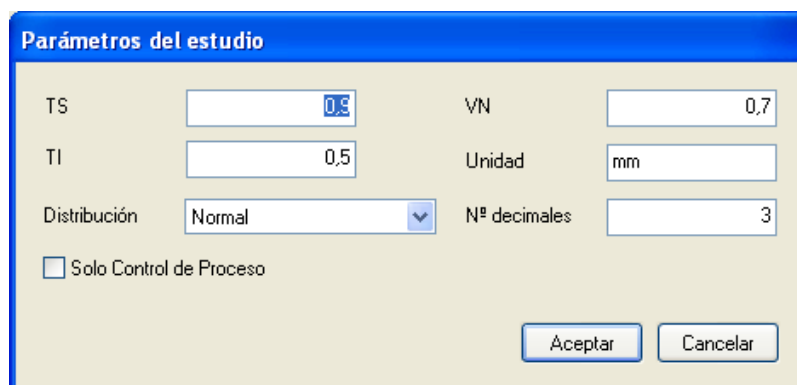 Parámetros del estudio
TS 0,9 VN 0,7
TI 0,5 Unidad mm
Distribución Normal Nº decimales 3
Solo Control de Proceso
Aceptar Cancelar